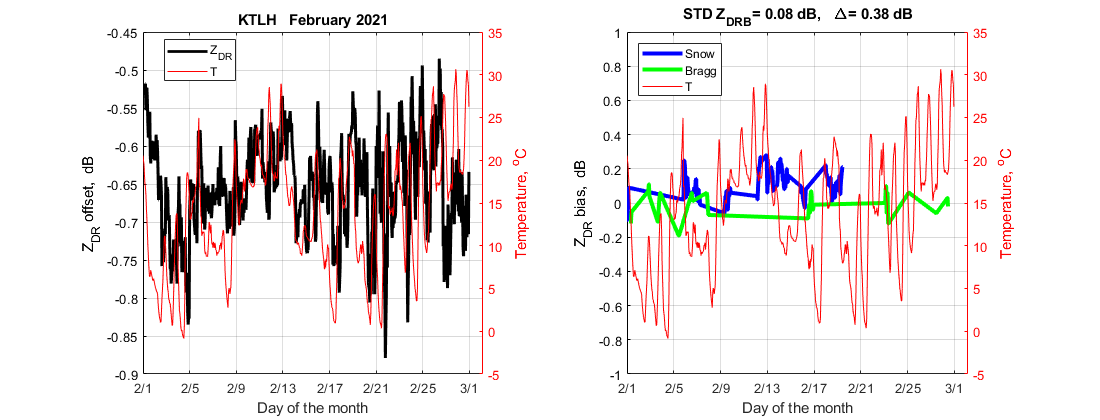 KTLH February 2021
Z_DR
T
-0.45
-0.5
-0.55
-0.6
-0.65
-0.7
-0.75
-0.8
-0.85
-0.9
Z_DR offset, dB
35
30
25
20
15
10
5
0
-5
Temperature, °C
2/1 2/5 2/9 2/13 2/17 2/21 2/25 3/1
Day of the month
STD Z_DRB= 0.08 dB, Δ= 0.38 dB
Snow
Bragg
T
1
0.8
0.6
0.4
0.2
0
-0.2
-0.4
-0.6
-0.8
-1
Z_DR bias, dB
35
30
25
20
15
10
5
0
-5
Temperature, °C
2/1 2/5 2/9 2/13 2/17 2/21 2/25 3/1
Day of the month